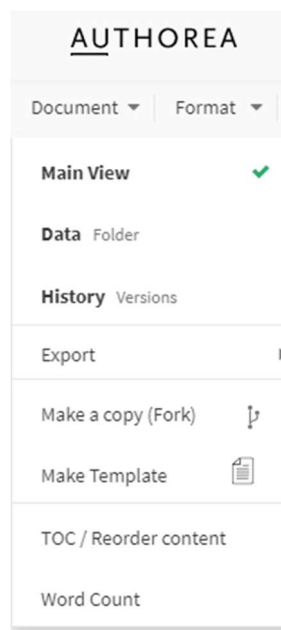 AUTHOREA
Document Format
Main View
Data Folder
History Versions
Export
Make a copy (Fork)
Make Template
TOC / Reorder content
Word Count